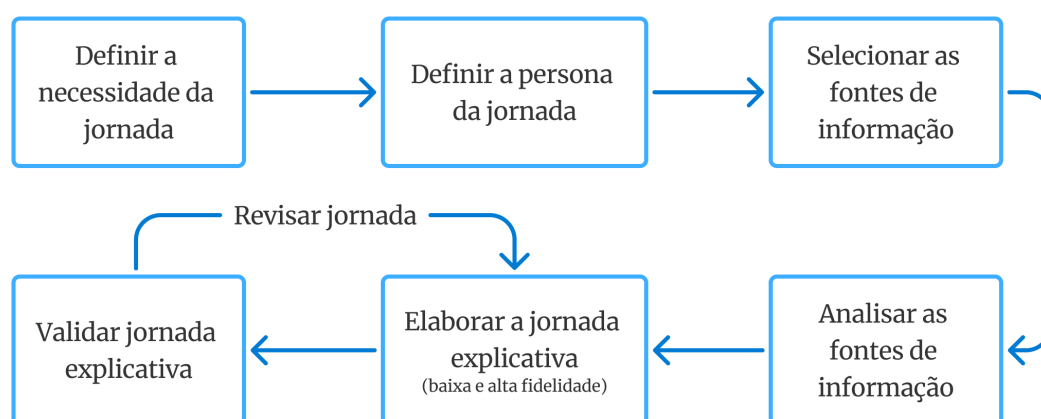 Definir a
necessidade da
jornada
Definir a persona
da jornada
Selecionar as
fontes de
informação
Revisar jornada
Validar jornada
explicativa
Elaborar a jornada
explicativa
(baixa e alta fidelidade)
Analisar as
fontes de
informação